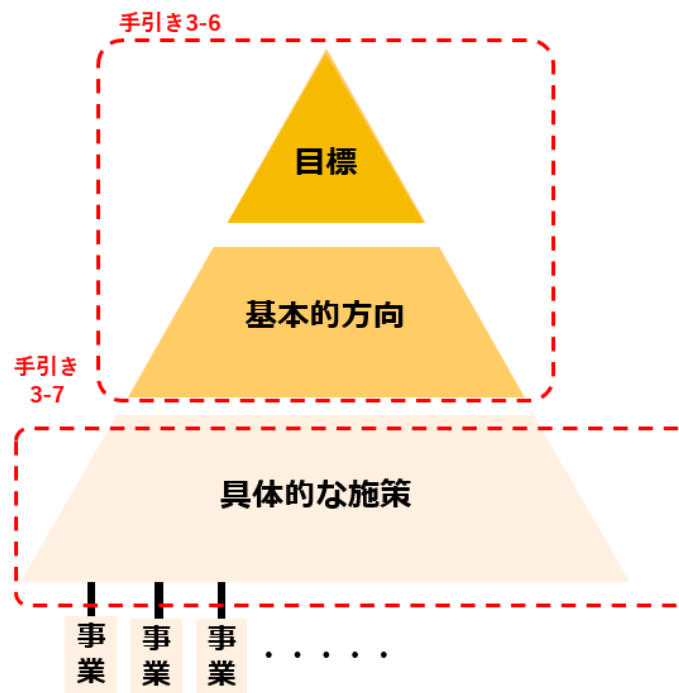 手引き3-6
目標
基本的方向
手引き
3-7
具体的な施策
事業
事業
事業
・・・・・